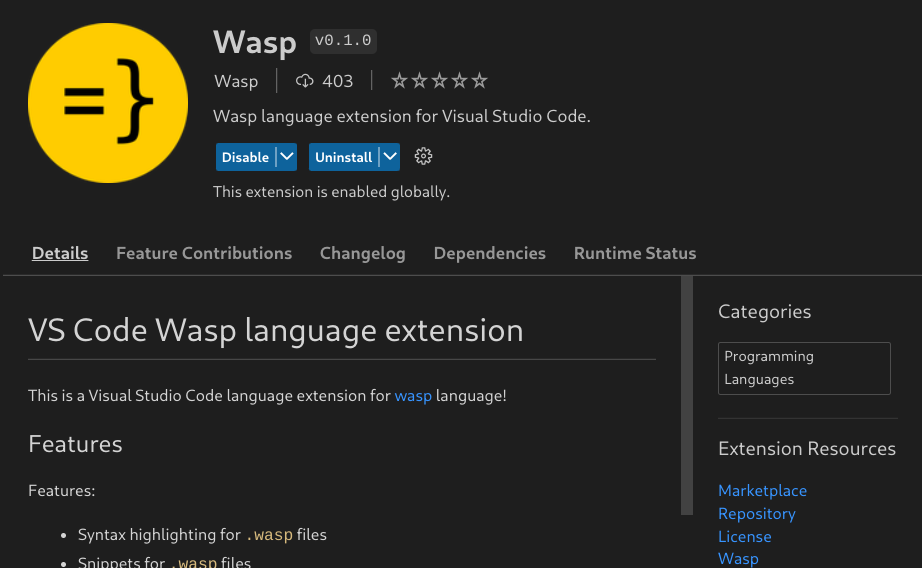 =}
Wasp v0.1.0
Wasp 403
Wasp language extension for Visual Studio Code.
Disable Uninstall
This extension is enabled globally.
Details Feature Contributions Changelog Dependencies Runtime Status
VS Code Wasp language extension
This is a Visual Studio Code language extension for wasp language!
Features
Features:
• Syntax highlighting for .wasp files
• Snippets for .wasp files
Categories
Programming
Languages
Extension Resources
Marketplace
Repository
License
Wasp